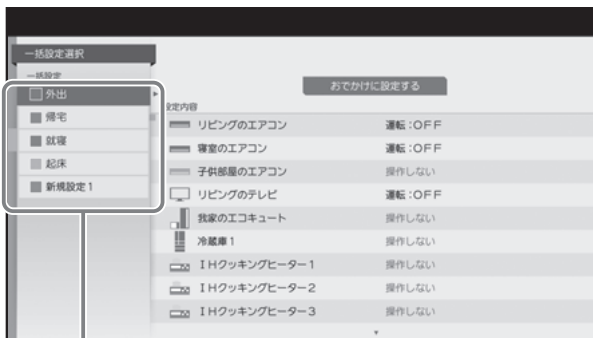 一括設定選択
一括設定
外出
帰宅
就寝
起床
新規設定1
おでかけに設定する
設定内容
リビングのエアコン 運転:OFF
寝室のエアコン 運転:OFF
子供部屋のエアコン 操作しない
リビングのテレビ 運転:OFF
我家のエコキュート 操作しない
冷蔵庫1 操作しない
IHクッキングヒーター1 操作しない
IHクッキングヒーター2 操作しない
IHクッキングヒーター3 操作しない